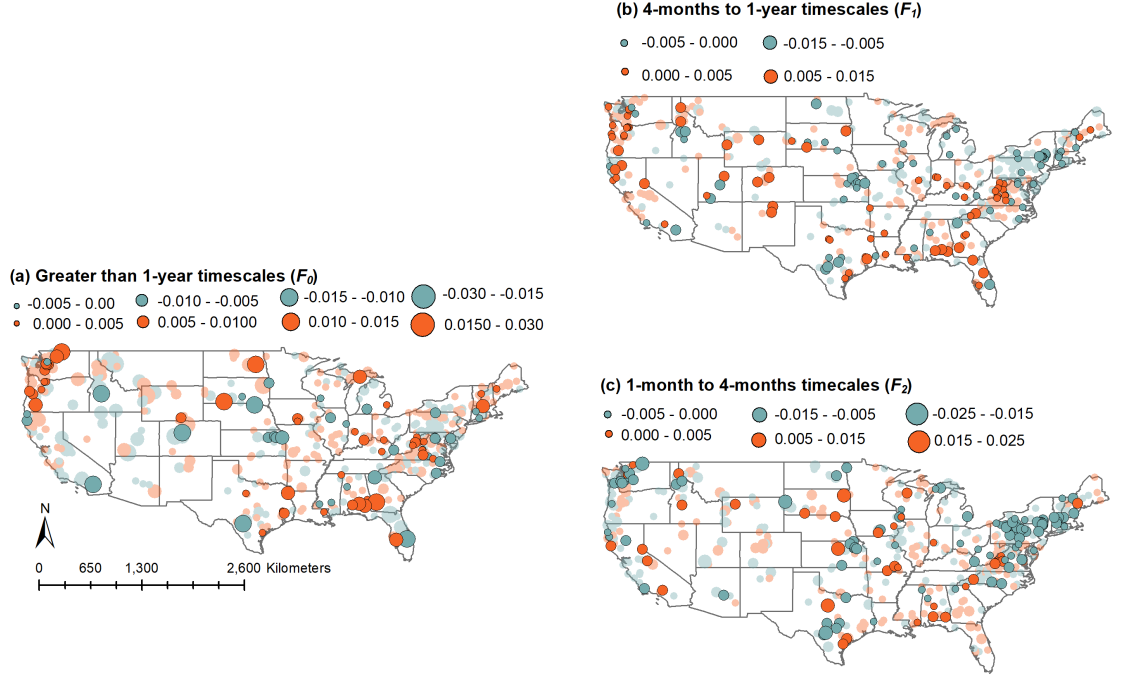 (b) 4-months to 1-year timescales (F₁)
-0.005 - 0.000 -0.015 - -0.005
0.000 - 0.005 0.005 - 0.015
(a) Greater than 1-year timescales (F₀)
-0.005 - 0.00 -0.010 - -0.005 -0.015 - -0.010 -0.030 - -0.015
0.000 - 0.005 0.005 - 0.0100 0.010 - 0.015 0.0150 - 0.030
N
0 650 1,300 2,600 Kilometers
(c) 1-month to 4-months timecales (F₂)
-0.005 - 0.000 -0.015 - -0.005 -0.025 - -0.015
0.000 - 0.005 0.005 - 0.015 0.015 - 0.025